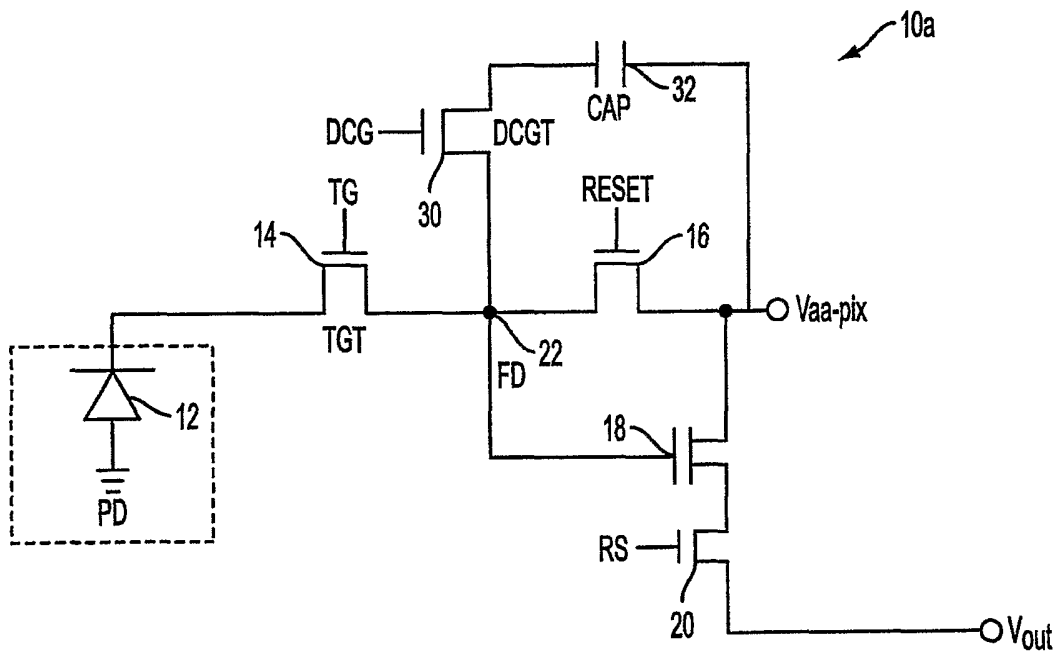 10a
32
CAP
DCG
DCGT
30
TG
RESET
14
16
TGT
22
FD
Vaa-pix
12
PD
18
RS
20
Vout